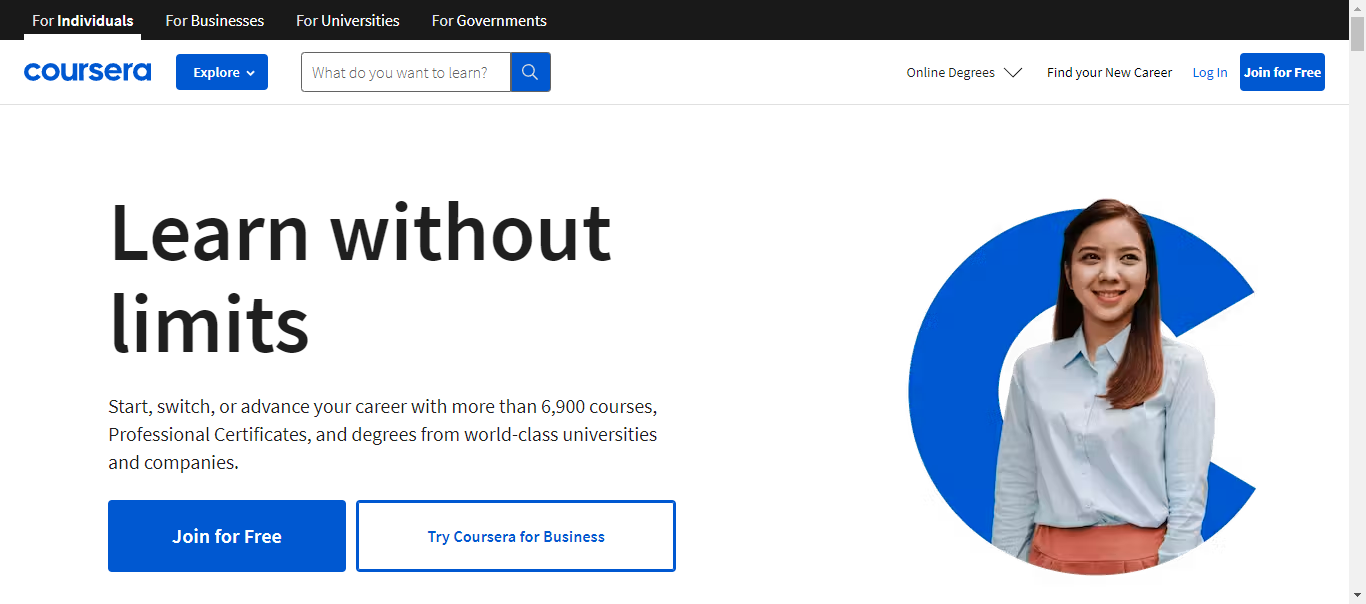 For Individuals For Businesses For Universities For Governments
coursera Explore What do you want to learn? Online Degrees Find your New Career Log In Join for Free
Learn without
limits
Start, switch, or advance your career with more than 6,900 courses,
Professional Certificates, and degrees from world-class universities
and companies.
Join for Free Try Coursera for Business